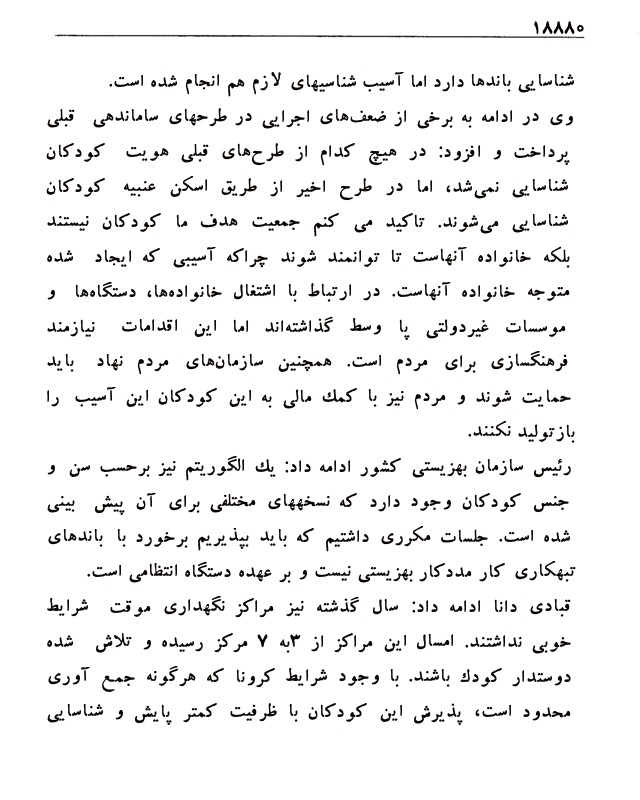 ۱۸۸۸۰
شناسایی باندها دارد اما آسیب شناسیهای لازم هم انجام شده است.
وی در ادامه به برخی از ضعف‌های اجرایی در طرحهای ساماندهی قبلی
پرداخت و افزود: در هیچ کدام از طرح‌های قبلی هویت کودکان
شناسایی نمی‌شد، اما در طرح اخیر از طریق اسکن عنبیه کودکان
شناسایی می‌شوند. تاکید می کنم جمعیت هدف ما کودکان نیستند
بلکه خانواده آنهاست تا توانمند شوند چراکه آسیبی که ایجاد شده
متوجه خانواده آنهاست. در ارتباط با اشتغال خانواده‌ها، دستگاه‌ها و
موسسات غیردولتی پا وسط گذاشته‌اند اما این اقدامات نیازمند
فرهنگسازی برای مردم است. همچنین سازمان‌های مردم نهاد باید
حمایت شوند و مردم نیز با کمك مالی به این کودکان این آسیب را
بازتولید نکنند.
رئیس سازمان بهزیستی کشور ادامه داد: یك الگوریتم نیز برحسب سن و
جنس کودکان وجود دارد که نسخههای مختلفی برای آن پیش بینی
شده است. جلسات مکرری داشتیم که باید بپذیریم برخورد با باندهای
تبهکاری کار مددکار بهزیستی نیست و بر عهده دستگاه انتظامی است.
قبادی دانا ادامه داد: سال گذشته نیز مراکز نگهداری موقت شرایط
خوبی نداشتند. امسال این مراکز از ۳به ۷ مرکز رسیده و تلاش شده
دوستدار کودك باشند. با وجود شرایط کرونا که هرگونه جمع آوری
محدود است، پذیرش این کودکان با ظرفیت کمتر پایش و شناسایی